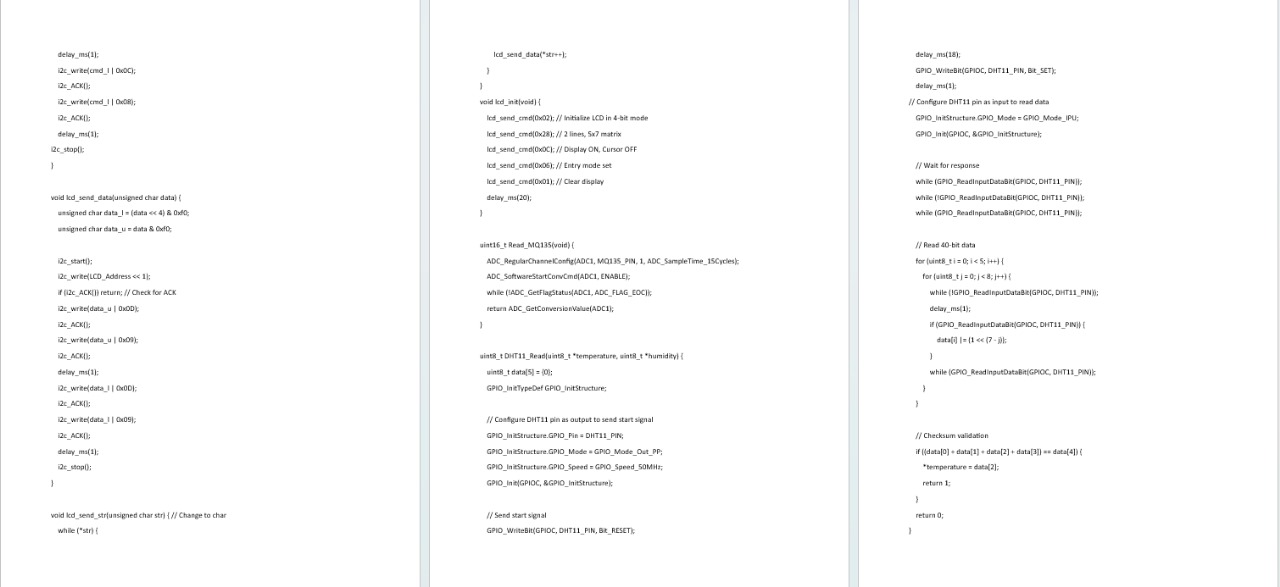 delay_ms(1);
i2c_write(cmd_l | 0x0C);
i2c_ACK();
i2c_write(cmd_l | 0x08);
i2c_ACK();
delay_ms(1);
i2c_stop();
}
void lcd_send_data(unsigned char data) {
unsigned char data_l = (data << 4) & 0xf0;
unsigned char data_u = data & 0xf0;
i2c_start();
i2c_write(LCD_Address << 1);
if (i2c_ACK()) return; // Check for ACK
i2c_write(data_u | 0x0D);
i2c_ACK();
i2c_write(data_u | 0x09);
i2c_ACK();
delay_ms(1);
i2c_write(data_l | 0x0D);
i2c_ACK();
i2c_write(data_l | 0x09);
i2c_ACK();
delay_ms(1);
i2c_stop();
}
void lcd_send_str(unsigned char str) { // Change to char
while (*str) {
lcd_send_data(*str++);
}
}
void lcd_init(void) {
lcd_send_cmd(0x02); // Initialize LCD in 4-bit mode
lcd_send_cmd(0x28); // 2 lines, 5x7 matrix
lcd_send_cmd(0x0C); // Display ON, Cursor OFF
lcd_send_cmd(0x06); // Entry mode set
lcd_send_cmd(0x01); // Clear display
delay_ms(20);
}
uint16_t Read_MQ135(void) {
ADC_RegularChannelConfig(ADC1, MQ135_PIN, 1, ADC_SampleTime_15Cycles);
ADC_SoftwareStartConvCmd(ADC1, ENABLE);
while (!ADC_GetFlagStatus(ADC1, ADC_FLAG_EOC));
return ADC_GetConversionValue(ADC1);
}
uint8_t DHT11_Read(uint8_t *temperature, uint8_t *humidity) {
uint8_t data[5] = {0};
GPIO_InitTypeDef GPIO_InitStructure;
// Configure DHT11 pin as output to send start signal
GPIO_InitStructure.GPIO_Pin = DHT11_PIN;
GPIO_InitStructure.GPIO_Mode = GPIO_Mode_Out_PP;
GPIO_InitStructure.GPIO_Speed = GPIO_Speed_50MHz;
GPIO_Init(GPIOC, &GPIO_InitStructure);
// Send start signal
GPIO_WriteBit(GPIOC, DHT11_PIN, Bit_RESET);
delay_ms(18);
GPIO_WriteBit(GPIOC, DHT11_PIN, Bit_SET);
delay_ms(1);
// Configure DHT11 pin as input to read data
GPIO_InitStructure.GPIO_Mode = GPIO_Mode_IPU;
GPIO_Init(GPIOC, &GPIO_InitStructure);
// Wait for response
while (GPIO_ReadInputDataBit(GPIOC, DHT11_PIN));
while (!GPIO_ReadInputDataBit(GPIOC, DHT11_PIN));
while (GPIO_ReadInputDataBit(GPIOC, DHT11_PIN));
// Read 40-bit data
for (uint8_t i = 0; i < 5; i++) {
for (uint8_t j = 0; j < 8; j++) {
while (!GPIO_ReadInputDataBit(GPIOC, DHT11_PIN));
delay_ms(1);
if (GPIO_ReadInputDataBit(GPIOC, DHT11_PIN)) {
data[i] |= (1 << (7 - j));
}
while (GPIO_ReadInputDataBit(GPIOC, DHT11_PIN));
}
}
// Checksum validation
if ((data[0] + data[1] + data[2] + data[3]) == data[4]) {
*temperature = data[2];
return 1;
}
return 0;
}